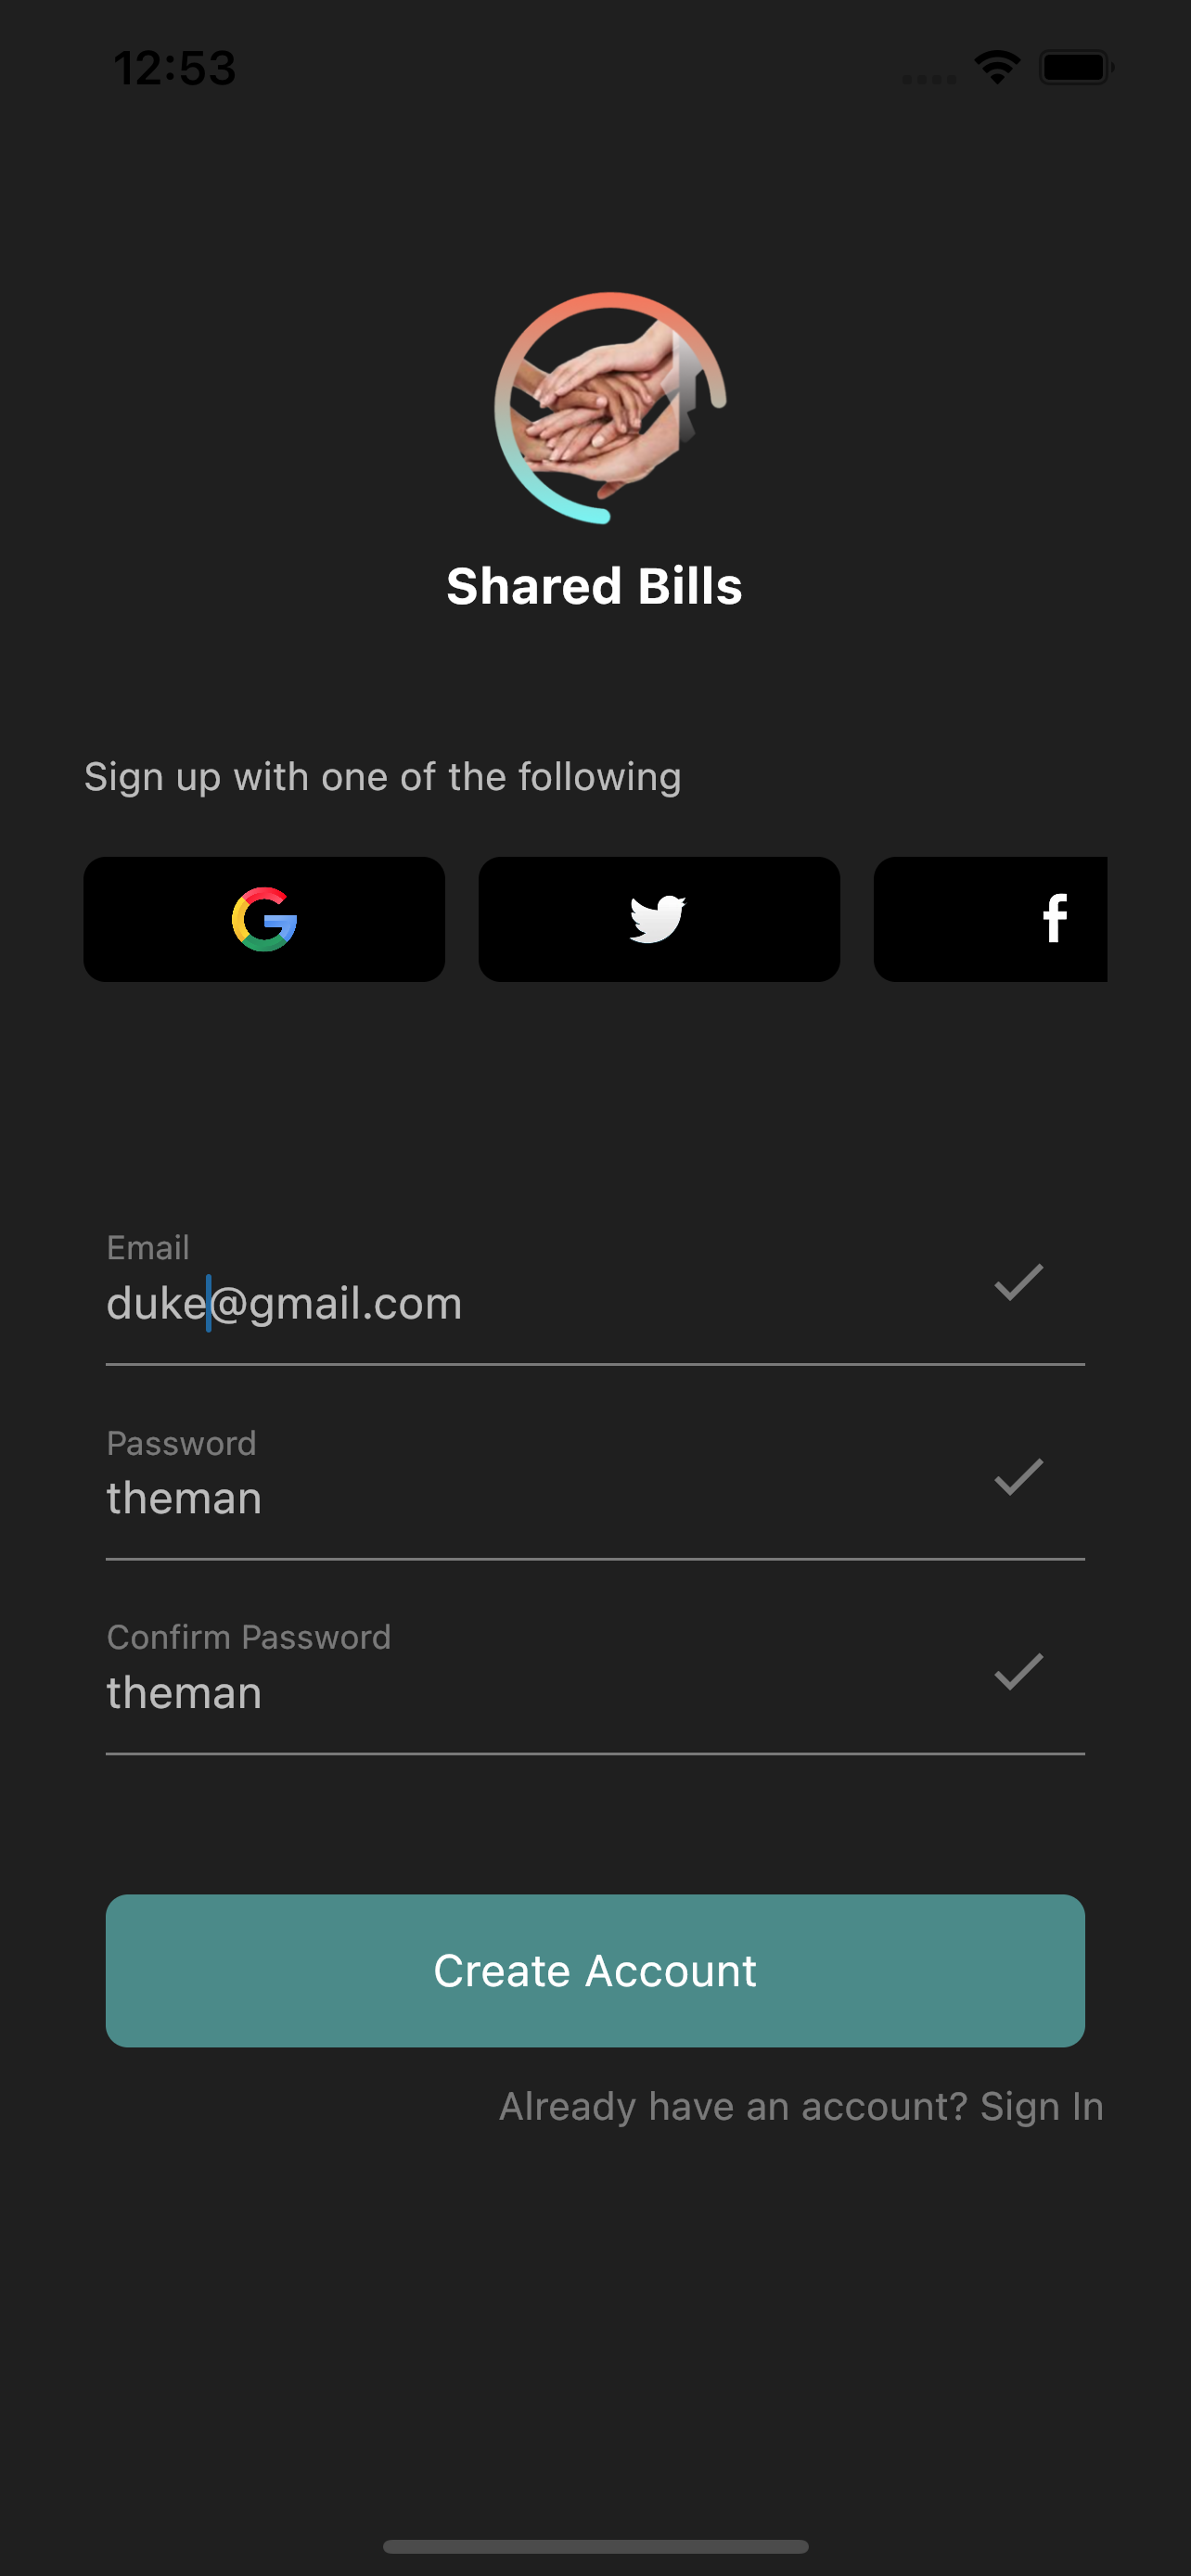 12:53
Shared Bills
Sign up with one of the following
Email
duke@gmail.com
Password
theman
Confirm Password
theman
Create Account
Already have an account? Sign In